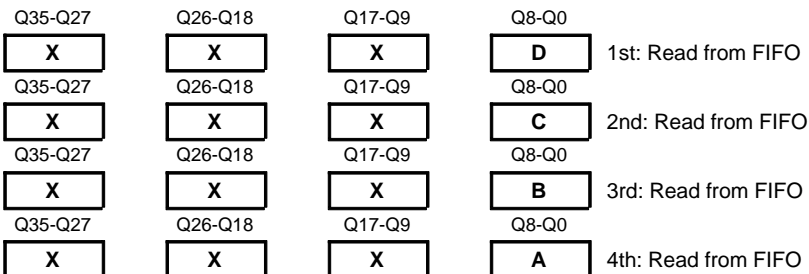 Q35-Q27 Q26-Q18 Q17-Q9 Q8-Q0
X X X D 1st: Read from FIFO
Q35-Q27 Q26-Q18 Q17-Q9 Q8-Q0
X X X C 2nd: Read from FIFO
Q35-Q27 Q26-Q18 Q17-Q9 Q8-Q0
X X X B 3rd: Read from FIFO
Q35-Q27 Q26-Q18 Q17-Q9 Q8-Q0
X X X A 4th: Read from FIFO